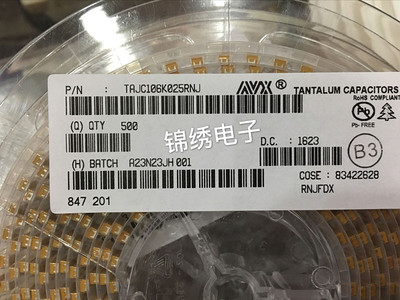 P/N : TAJC106K025RNJ AVX ® TANTALUM CAPACITORS
RoHS COMPLIANT
(Q) QTY 500
Pb- FREE
锦绣电子
D.C. : 1623
(H) BATCH A23N23JH 001
B3
COSE : 83422628
847 201
RNJFDX